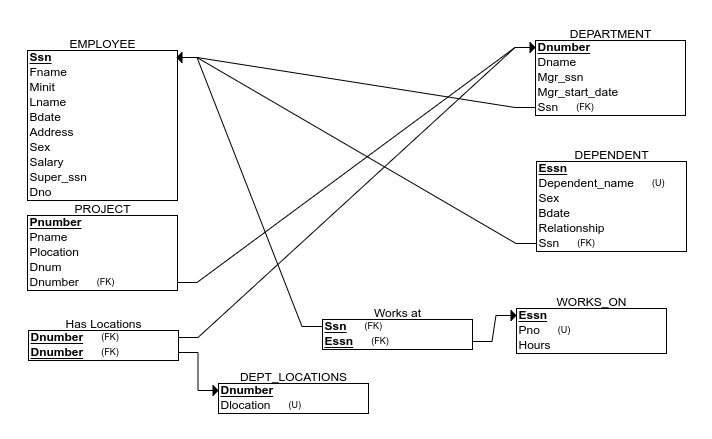 EMPLOYEE
Ssn
Fname
Minit
Lname
Bdate
Address
Sex
Salary
Super_ssn
Dno
PROJECT
Pnumber
Pname
Plocation
Dnum
Dnumber (FK)
Has Locations
Dnumber (FK)
Dnumber (FK)
DEPT_LOCATIONS
Dnumber
Dlocation (U)
Works at
Ssn (FK)
Essn (FK)
DEPARTMENT
Dnumber
Dname
Mgr_ssn
Mgr_start_date
Ssn (FK)
DEPENDENT
Essn
Dependent_name (U)
Sex
Bdate
Relationship
Ssn (FK)
WORKS_ON
Essn
Pno (U)
Hours